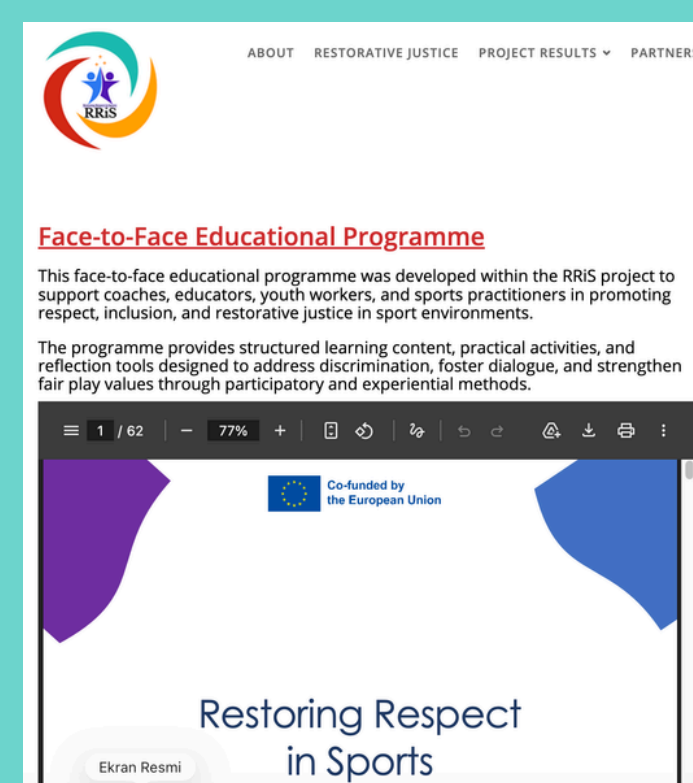 ABOUT RESTORATIVE JUSTICE PROJECT RESULTS PARTNERS
RRiS
Face-to-Face Educational Programme
This face-to-face educational programme was developed within the RRiS project to
support coaches, educators, youth workers, and sports practitioners in promoting
respect, inclusion, and restorative justice in sport environments.
The programme provides structured learning content, practical activities, and
reflection tools designed to address discrimination, foster dialogue, and strengthen
fair play values through participatory and experiential methods.
1 / 62 77%
Co-funded by
the European Union
Restoring Respect
in Sports
Ekran Resmi